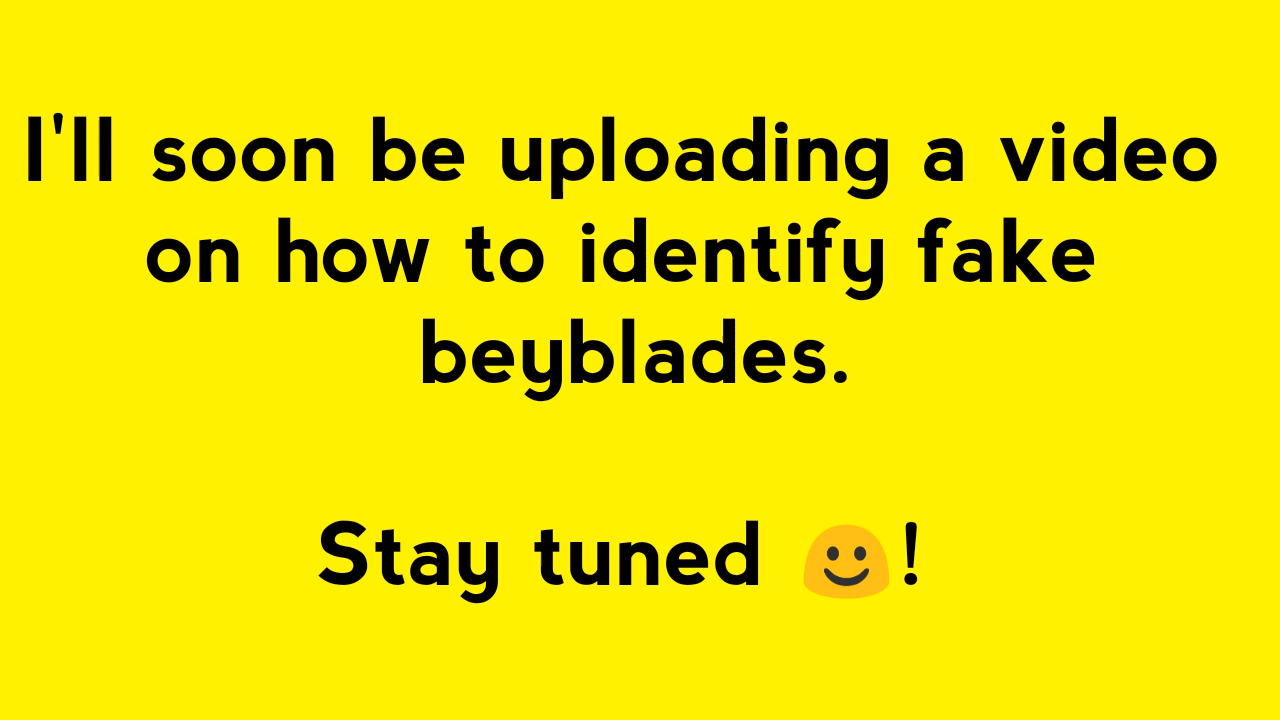 I'll soon be uploading a video
on how to identify fake
beyblades.
Stay tuned 🙂!